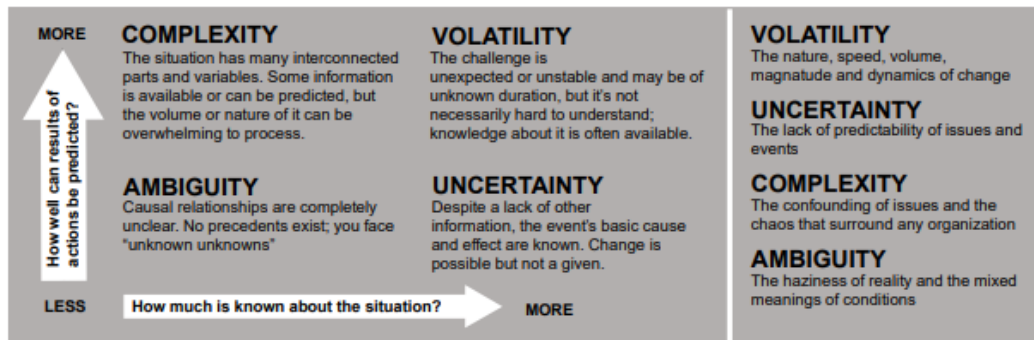 MORE
How well can results of
actions be predicted?
COMPLEXITY
The situation has many interconnected
parts and variables. Some information
is available or can be predicted, but
the volume or nature of it can be
overwhelming to process.
VOLATILITY
The challenge is
unexpected or unstable and may be of
unknown duration, but it's not
necessarily hard to understand;
knowledge about it is often available.
AMBIGUITY
Causal relationships are completely
unclear. No precedents exist; you face
“unknown unknowns”
UNCERTAINTY
Despite a lack of other
information, the event's basic cause
and effect are known. Change is
possible but not a given.
LESS
How much is known about the situation?
MORE
VOLATILITY
The nature, speed, volume,
magnatude and dynamics of change
UNCERTAINTY
The lack of predictability of issues and
events
COMPLEXITY
The confounding of issues and the
chaos that surround any organization
AMBIGUITY
The haziness of reality and the mixed
meanings of conditions